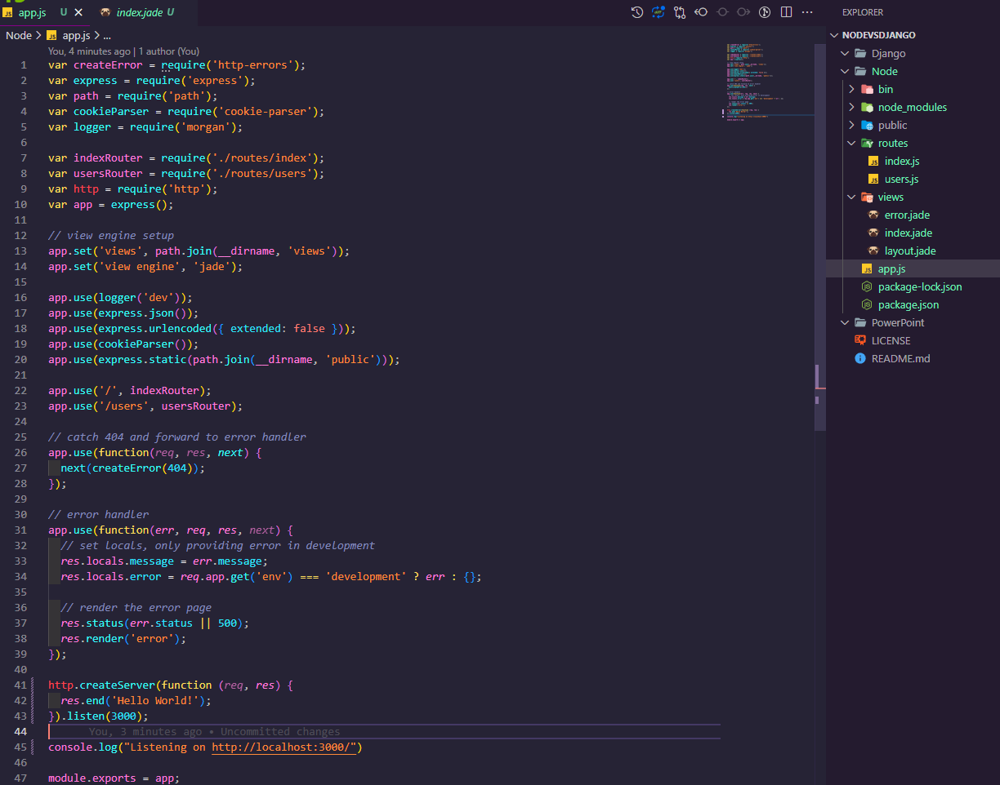 app.js U
index.jade U
Node > app.js > ...
You, 4 minutes ago | 1 author (You)
1 var createError = require('http-errors');
2 var express = require('express');
3 var path = require('path');
4 var cookieParser = require('cookie-parser');
5 var logger = require('morgan');
6
7 var indexRouter = require('./routes/index');
8 var usersRouter = require('./routes/users');
9 var http = require('http');
10 var app = express();
11
12 // view engine setup
13 app.set('views', path.join(__dirname, 'views'));
14 app.set('view engine', 'jade');
15
16 app.use(logger('dev'));
17 app.use(express.json());
18 app.use(express.urlencoded({ extended: false }));
19 app.use(cookieParser());
20 app.use(express.static(path.join(__dirname, 'public')));
21
22 app.use('/', indexRouter);
23 app.use('/users', usersRouter);
24
25 // catch 404 and forward to error handler
26 app.use(function(req, res, next) {
27   next(createError(404));
28 });
29
30 // error handler
31 app.use(function(err, req, res, next) {
32   // set locals, only providing error in development
33   res.locals.message = err.message;
34   res.locals.error = req.app.get('env') === 'development' ? err : {};
35
36   // render the error page
37   res.status(err.status || 500);
38   res.render('error');
39 });
40
41 http.createServer(function (req, res) {
42   res.end('Hello World!');
43 }).listen(3000);
44 You, 3 minutes ago • Uncommitted changes
45 console.log("Listening on http://localhost:3000/")
46
47 module.exports = app;
EXPLORER
NODEVSDJANGO
Django
Node
bin
node_modules
public
routes
index.js
users.js
views
error.jade
index.jade
layout.jade
app.js
package-lock.json
package.json
PowerPoint
LICENSE
README.md